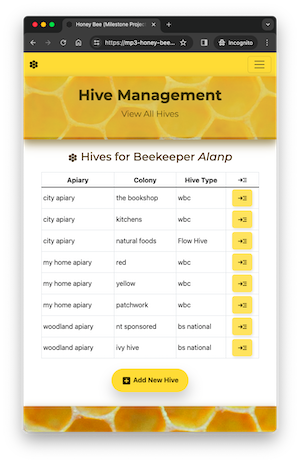 Honey Bee (Milestone Projec
https://mp3-honey-bee...
Incognito
Hive Management
View All Hives
Hives for Beekeeper Alanp
Apiary Colony Hive Type
city apiary the bookshop wbc
city apiary kitchens wbc
city apiary natural foods Flow Hive
my home apiary red wbc
my home apiary yellow wbc
my home apiary patchwork wbc
woodland apiary nt sponsored bs national
woodland apiary ivy hive bs national
Add New Hive